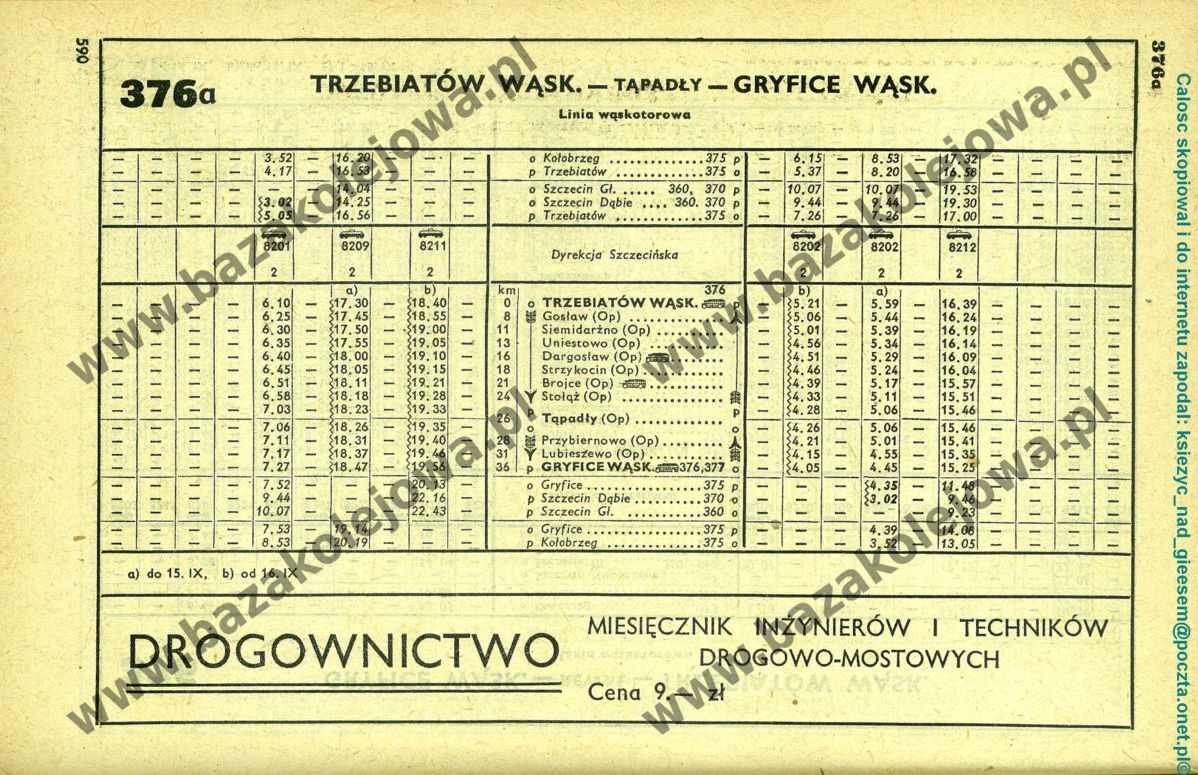 590
376a
376a TRZEBIATÓW WĄSK. — TĄPADŁY — GRYFICE WĄSK.
Linia wąskotorowa
— — — — 3.52 — 16.20 — — — o Kołobrzeg .............. 375 p — 6.15 — 8.53 — 17.32 — — — —
— — — — 4.17 — 16.53 — — — p Trzebiatów ............ 375 o — 5.37 — 8.20 — 16.58 — — — —
— — — — — — 14.04 — — — o Szczecin Gł. ..... 360, 370 p — 10.07 — 10.07 — 19.53 — — — —
— — — — 3.02 — 14.25 — — — o Szczecin Dąbie .... 360. 370 p — 9.44 — 9.44 — 19.30 — — — —
— — — — 5.05 — 16.56 — — — p Trzebiatów ............ 375 o — 7.26 — 7.26 — 17.00 — — — —
8201 8209 8211 Dyrekcja Szczecińska 8202 8202 8212
2 2 2 2 2 2
a) b) km 376 b) a)
— — — — 6.10 — 17.30 — 18.40 — 0 o TRZEBIATÓW WĄSK. p — 5.21 — 5.59 — 16.39 — — — —
— — — — 6.25 — 17.45 — 18.55 — 8 Gosław (Op) .............. — 5.06 — 5.44 — 16.24 — — — —
— — — — 6.30 — 17.50 — 19.00 — 11 Siemidarżno (Op) .......... — 5.01 — 5.39 — 16.19 — — — —
— — — — 6.35 — 17.55 — 19.05 — 13 Uniestowo (Op) .......... — 4.56 — 5.34 — 16.14 — — — —
— — — — 6.40 — 18.00 — 19.10 — 16 Dargosław (Op) ........ — 4.51 — 5.29 — 16.09 — — — —
— — — — 6.45 — 18.05 — 19.15 — 18 Strzykocin (Op) ........... — 4.46 — 5.24 — 16.04 — — — —
— — — — 6.51 — 18.11 — 19.21 — 21 Brojce (Op) ............ — 4.39 — 5.17 — 15.57 — — — —
— — — — 6.58 — 18.18 — 19.28 — 24 Stołąż (Op) ............... — 4.33 — 5.11 — 15.51 — — — —
— — — — 7.03 — 18.23 — 19.33 — 26 p Tąpadły (Op) .............. p — 4.28 — 5.06 — 15.46 — — — —
— — — — 7.06 — 18.26 — 19.35 — o o — 4.26 — 5.06 — 15.46 — — — —
— — — — 7.11 — 18.31 — 19.40 — 28 Przybiernowo (Op) ......... — 4.21 — 5.01 — 15.41 — — — —
— — — — 7.17 — 18.37 — 19.46 — 31 Lubieszewo (Op) ........... — 4.15 — 4.55 — 15.35 — — — —
— — — — 7.27 — 18.47 — 19.56 — 36 p GRYFICE WĄSK. 376,377 o — 4.05 — 4.45 — 15.25 — — — —
— — — — 7.52 — — — 20.13 — o Gryfice ................. 375 p — — — 4.35 — 11.48 — — — —
— — — — 9.44 — — — 22.16 — p Szczecin Dąbie .......... 370 o — — — 3.02 — 9.46 — — — —
— — — — 10.07 — — — 22.43 — p Szczecin Gł. ............ 360 o — — — — — 9.23 — — — —
— — — — 7.53 — 19.14 — — — o Gryfice ................. 375 p — — — 4.39 — 14.08 — — — —
— — — — 8.53 — 20.19 — — — p Kołobrzeg ............... 375 o — — — 3.52 — 13.05 — — — —
a) do 15. IX, b) od 16. IX
DROGOWNICTWO
MIESIĘCZNIK INŻYNIERÓW I TECHNIKÓW
DROGOWO-MOSTOWYCH
Cena 9.— zł
www.bazakolejowa.pl
www.bazakolejowa.pl
www.bazakolejowa.pl
www.bazakolejowa.pl
Calosc skopiowal i do internetu zapodal: ksiezyc_nad_gieesem@poczta.onet.pl©